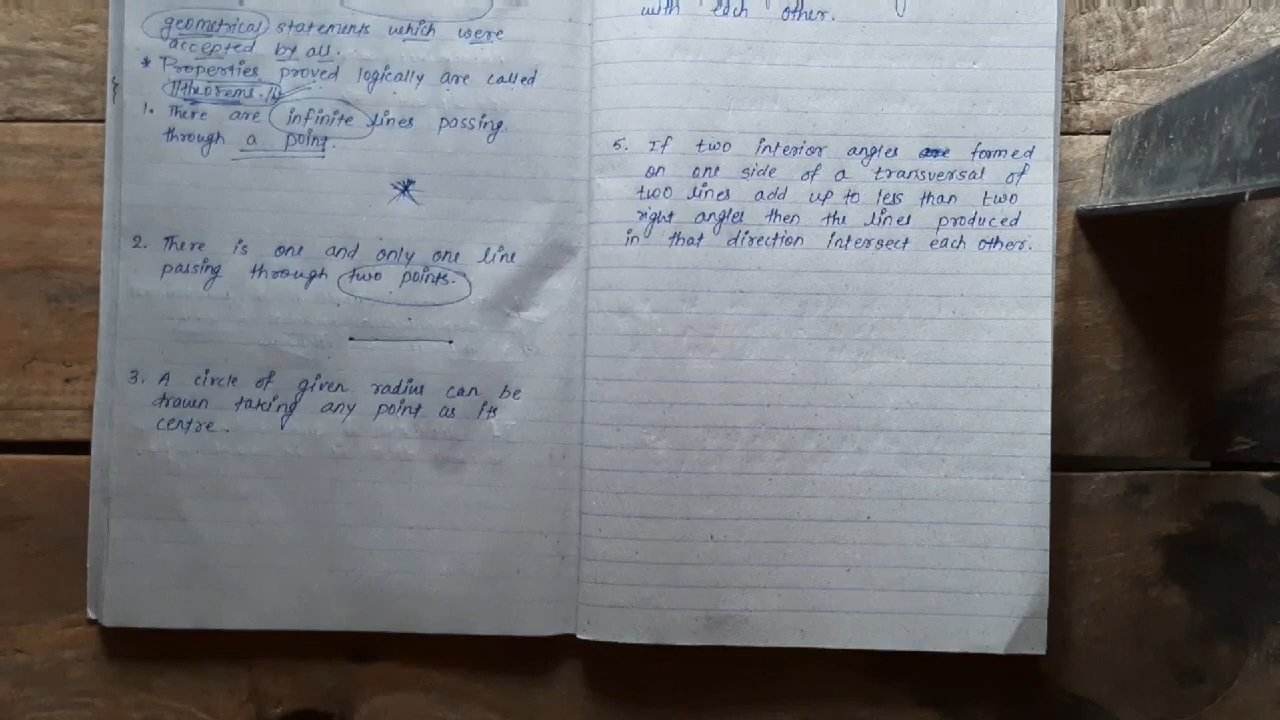 geometrical statements which were
accepted by all.
* Properties proved logically are called
theorems.
1. There are infinite lines passing
through a point.
2. There is one and only one line
passing through two points.
3. A circle of given radius can be
drawn taking any point as its
centre.
with each other.
5. If two interior angles are formed
on one side of a transversal of
two lines add up to less than two
right angles then the lines produced
in that direction intersect each other.